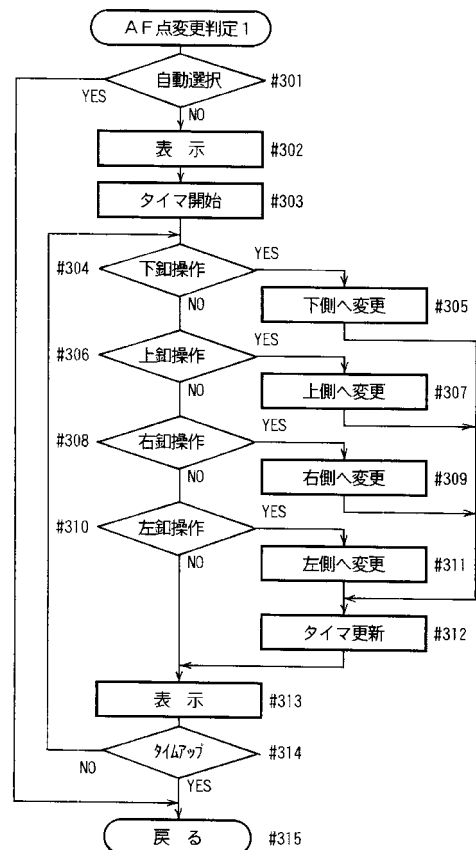 AF点変更判定1
自動選択
#301
YES
NO
表 示
#302
タイマ開始
#303
#304
下釦操作
YES
NO
下側へ変更
#305
#306
上釦操作
YES
NO
上側へ変更
#307
#308
右釦操作
YES
NO
右側へ変更
#309
#310
左釦操作
YES
NO
左側へ変更
#311
タイマ更新
#312
表 示
#313
タイムアップ
#314
NO
YES
戻 る
#315